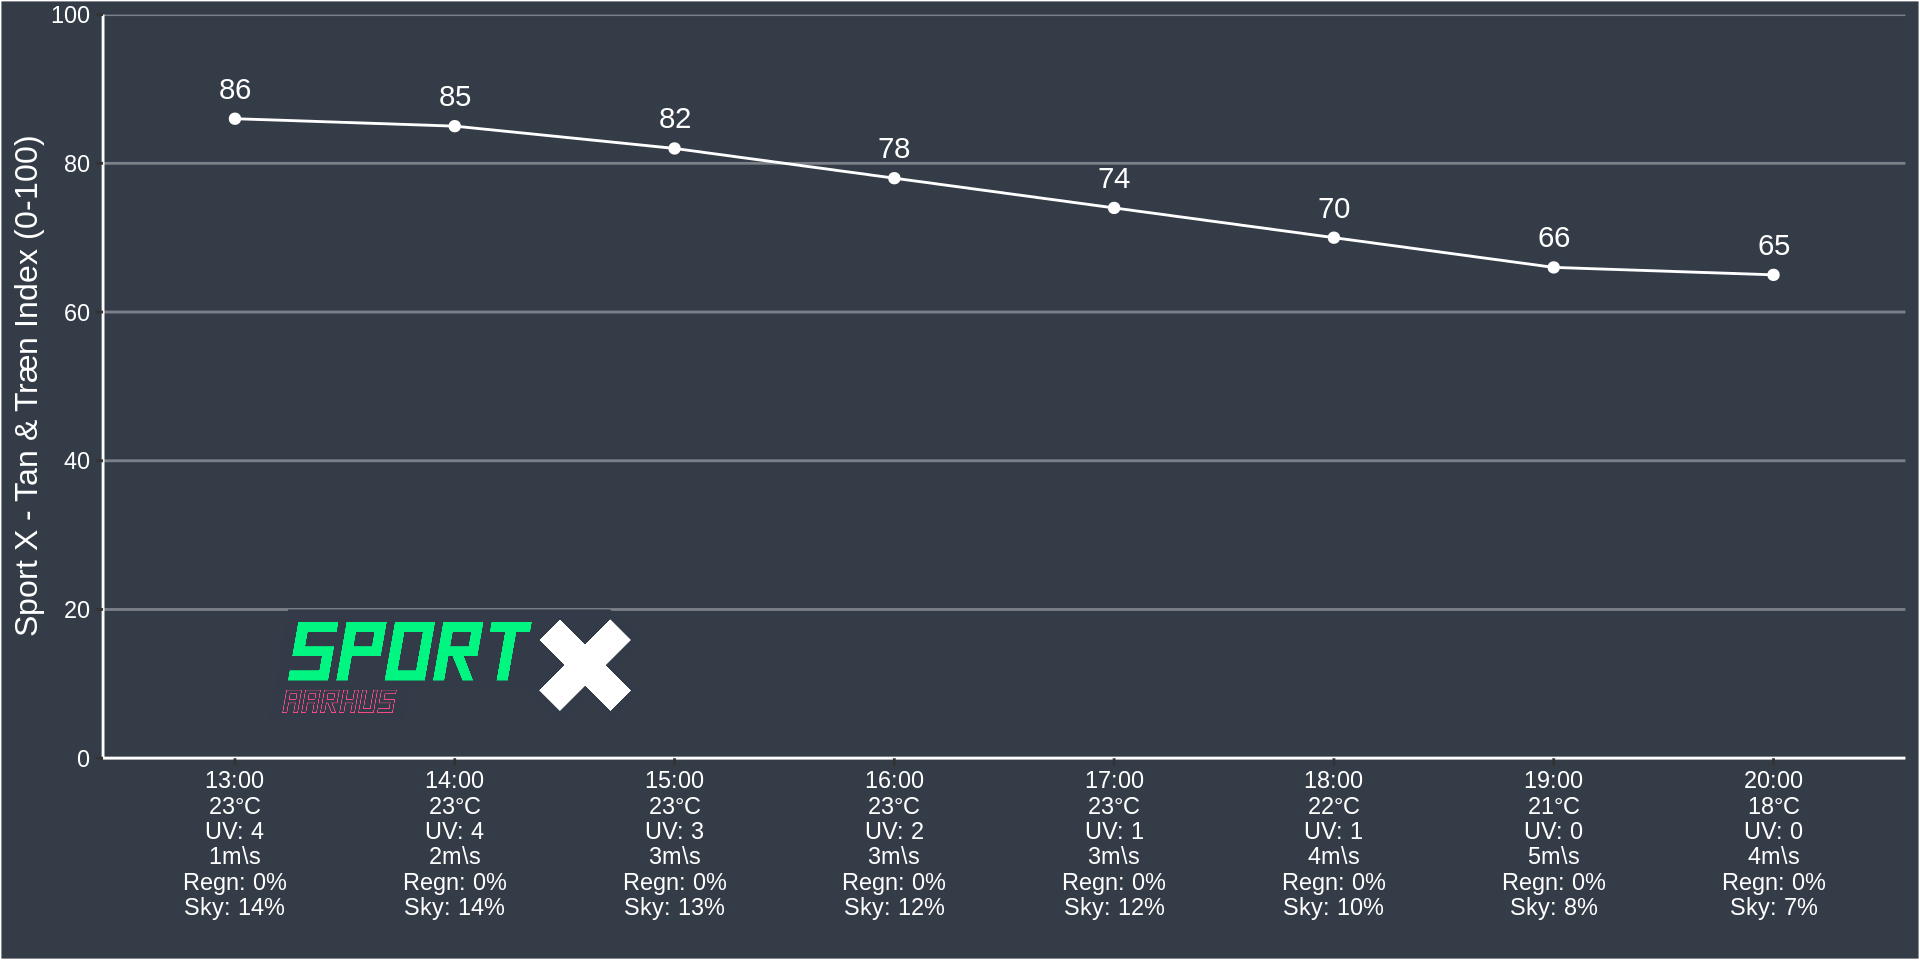 Sport X - Tan & Træn Index (0-100)
100
80
60
40
20
0
86
85
82
78
74
70
66
65
SPORT X
AARHUS
13:00 14:00 15:00 16:00 17:00 18:00 19:00 20:00
23°C 23°C 23°C 23°C 23°C 22°C 21°C 18°C
UV: 4 UV: 4 UV: 3 UV: 2 UV: 1 UV: 1 UV: 0 UV: 0
1m\s 2m\s 3m\s 3m\s 3m\s 4m\s 5m\s 4m\s
Regn: 0% Regn: 0% Regn: 0% Regn: 0% Regn: 0% Regn: 0% Regn: 0% Regn: 0%
Sky: 14% Sky: 14% Sky: 13% Sky: 12% Sky: 12% Sky: 10% Sky: 8% Sky: 7%